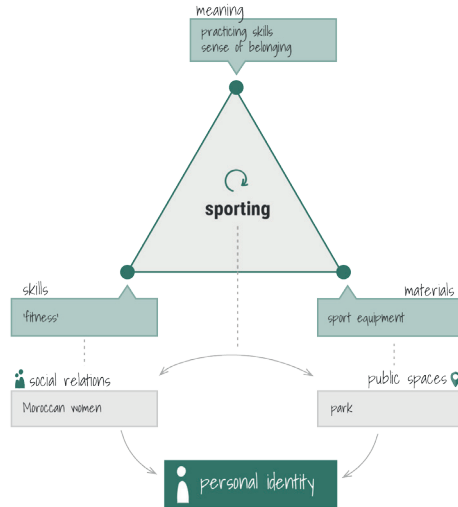 meaning
practicing skills
sense of belonging
sporting
skills
'fitness'
materials
sport equipment
social relations
Moroccan women
public spaces
park
personal identity